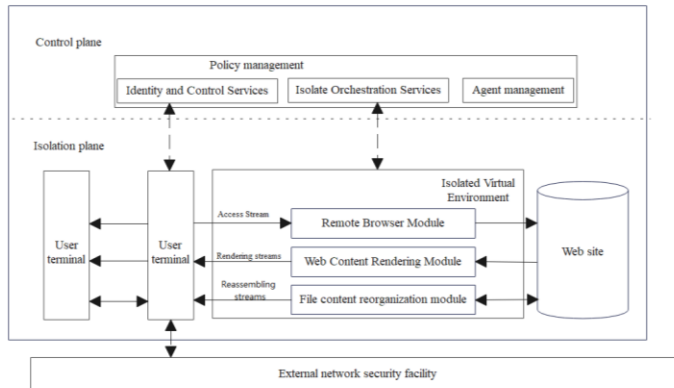 Control plane
Policy management
Identity and Control Services
Isolate Orchestration Services
Agent management
Isolation plane
Isolated Virtual
Environment
User
terminal
User
terminal
Access Stream
Remote Browser Module
Rendering streams
Web Content Rendering Module
Reassembling
streams
File content reorganization module
Web site
External network security facility